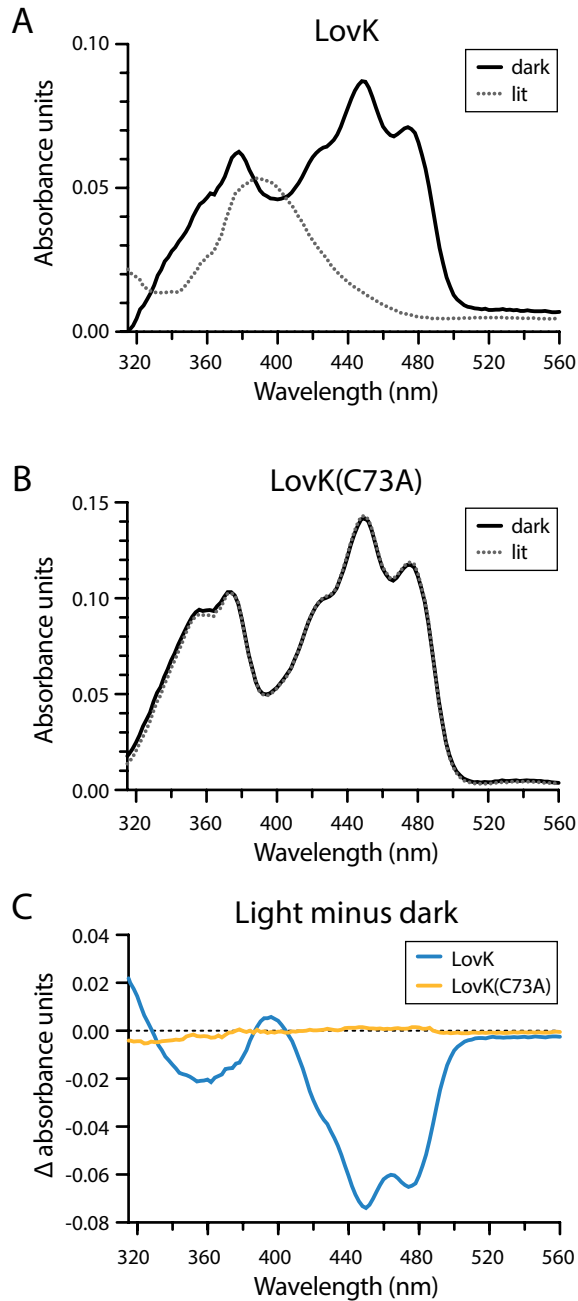 A
LovK
0.10
dark
lit
0.05
Absorbance units
0.00
320 360 400 440 480 520 560
Wavelength (nm)
B
LovK(C73A)
0.15
dark
lit
0.10
Absorbance units
0.05
0.00
320 360 400 440 480 520 560
Wavelength (nm)
C
Light minus dark
0.04
LovK
LovK(C73A)
0.02
0.00
-0.02
Δ absorbance units
-0.04
-0.06
-0.08
320 360 400 440 480 520 560
Wavelength (nm)